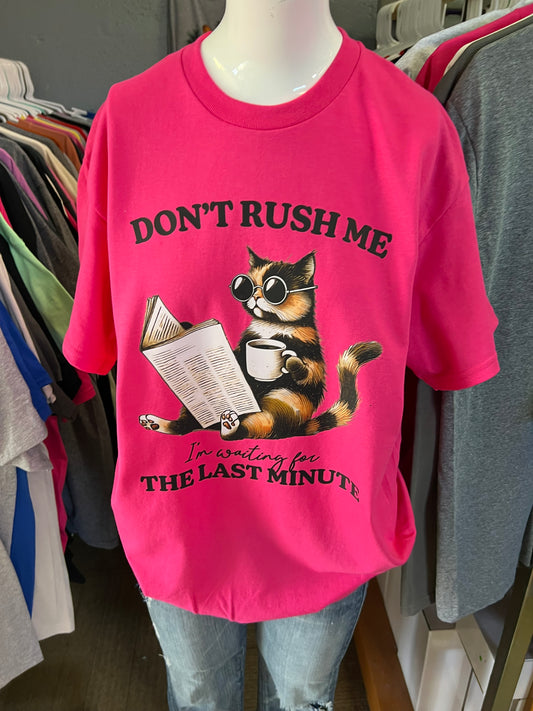 DON'T RUSH ME
I'm waiting for
THE LAST MINUTE